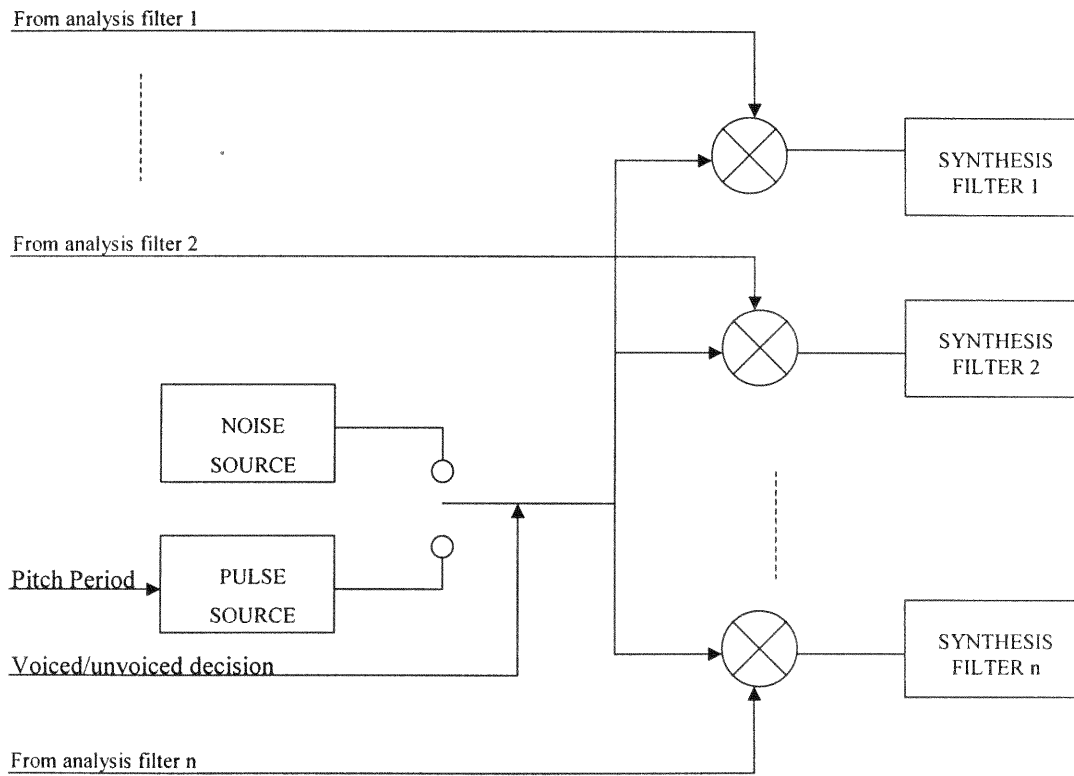 From analysis filter 1
SYNTHESIS
FILTER 1
From analysis filter 2
SYNTHESIS
FILTER 2
NOISE
SOURCE
Pitch Period
PULSE
SOURCE
Voiced/unvoiced decision
SYNTHESIS
FILTER n
From analysis filter n